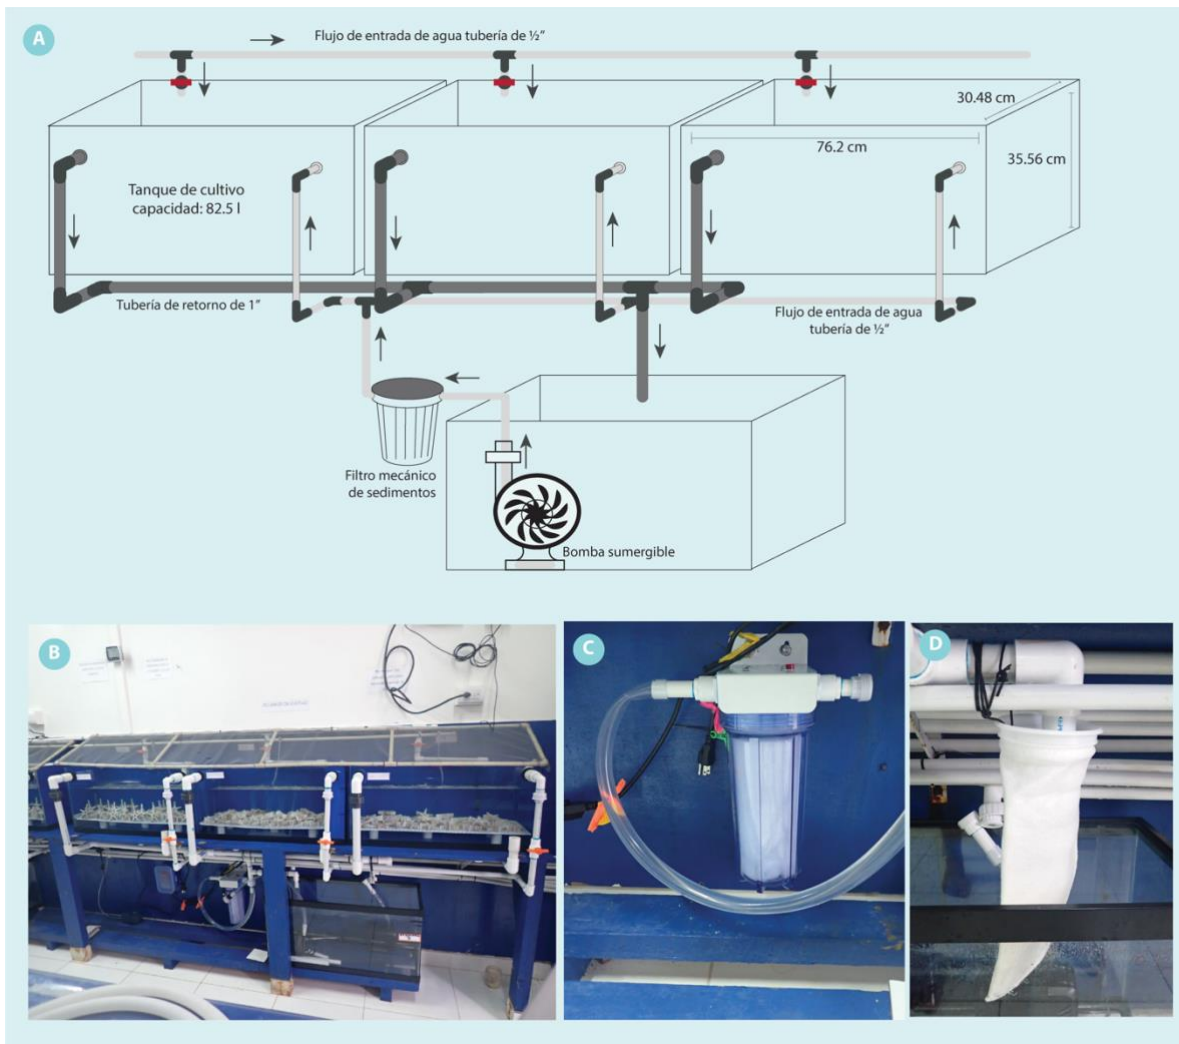 A
Flujo de entrada de agua tubería de ½”
30.48 cm
76.2 cm
35.56 cm
Tanque de cultivo
capacidad: 82.5 l
Tubería de retorno de 1”
Flujo de entrada de agua
tubería de ½”
Filtro mecánico
de sedimentos
Bomba sumergible
B
C
D